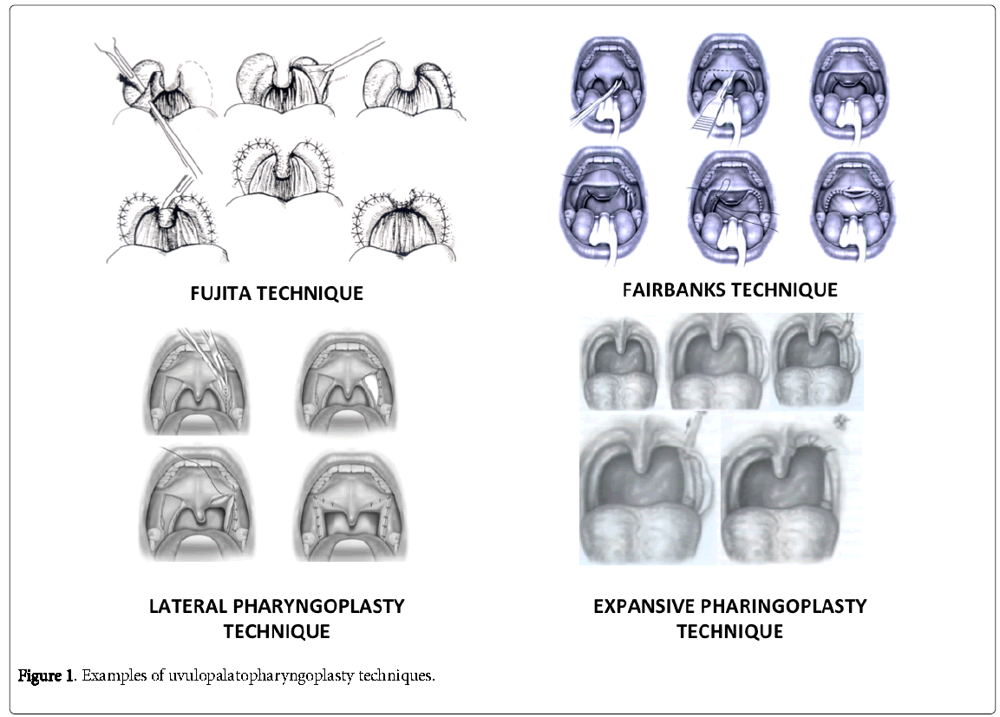 FUJITA TECHNIQUE
FAIRBANKS TECHNIQUE
LATERAL PHARYNGOPLASTY
TECHNIQUE
EXPANSIVE PHARINGOPLASTY
TECHNIQUE
Figure 1. Examples of uvulopalatopharyngoplasty techniques.